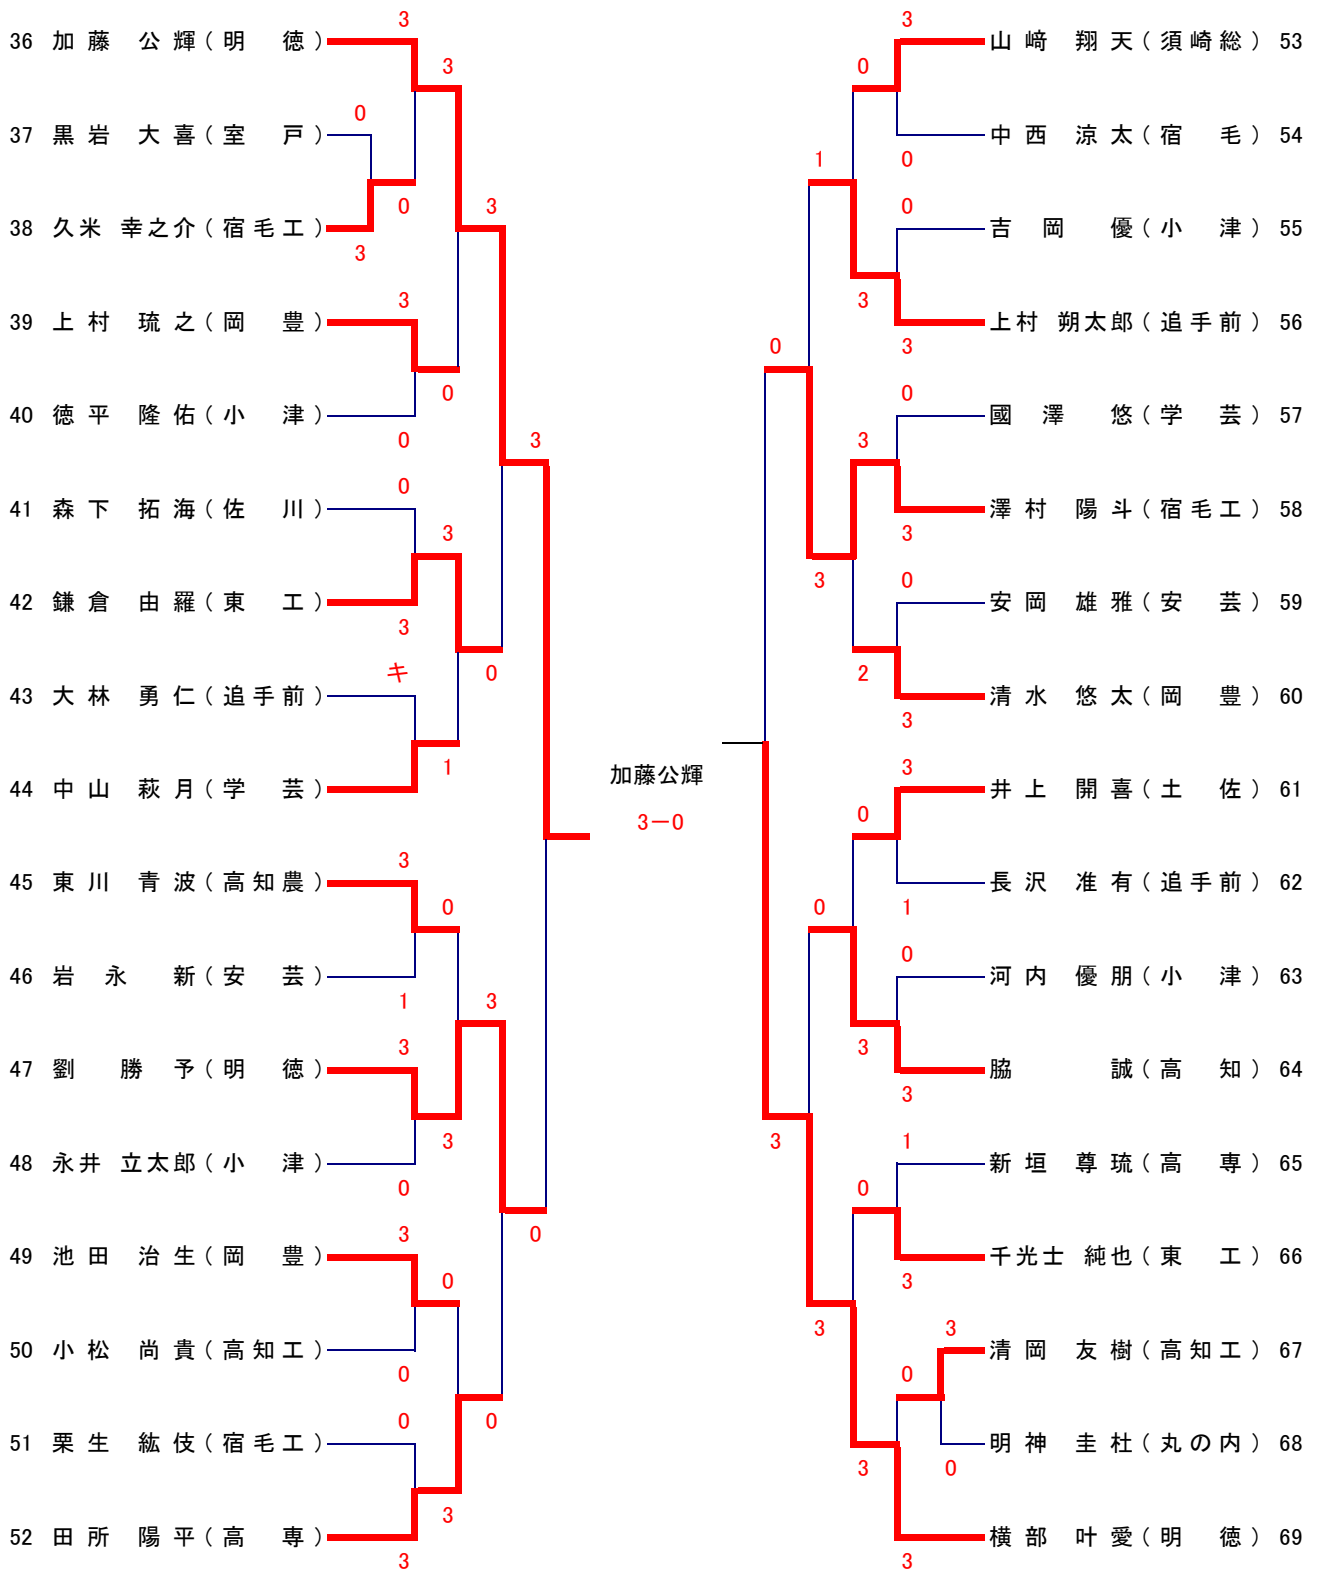 3
36 加藤 公輝（明 徳）
3
0
37 黒岩 大喜（室 戸）
0
3
38 久米 幸之介（宿毛工）
3
3
39 上村 琉之（岡 豊）
0
40 徳平 隆佑（小 津）
0
3
0
41 森下 拓海（佐 川）
3
42 鎌倉 由羅（東 工）
3
キ
0
43 大林 勇仁（追手前）
1
44 中山 萩月（学 芸）
3
45 東川 青波（高知農）
0
46 岩永 新（安 芸）
1
3
3
47 劉 勝予（明 徳）
3
48 永井 立太郎（小 津）
0
3
0
49 池田 治生（岡 豊）
0
50 小松 尚貴（高知工）
0
0
0
51 栗生 紘伎（宿毛工）
3
52 田所 陽平（高 専）
3
加藤公輝
3－0
3
山﨑 翔天（須崎総） 53
0
中西 涼太（宿 毛） 54
1
0
0
吉岡 優（小 津） 55
3
上村 朔太郎（追手前） 56
0
3
0
國澤 悠（学 芸） 57
3
澤村 陽斗（宿毛工） 58
3
3
0
安岡 雄雅（安 芸） 59
2
清水 悠太（岡 豊） 60
3
3
井上 開喜（土 佐） 61
0
長沢 准有（追手前） 62
0
1
0
河内 優朋（小 津） 63
3
脇 誠（高 知） 64
3
3
1
新垣 尊琉（高 専） 65
0
千光士 純也（東 工） 66
3
3
3
清岡 友樹（高知工） 67
0
明神 圭杜（丸の内） 68
3
0
横部 叶愛（明 徳） 69
3